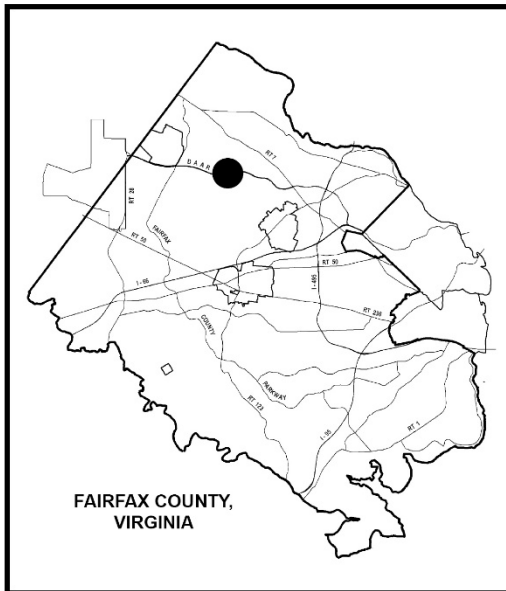 RT 7
D A A R
RT 28
FAIRFAX
RT 50
RT 50
I-66
I-495
RT 236
COUNTY
PARKWAY
RT 123
I-95
RT 1
FAIRFAX COUNTY,
VIRGINIA